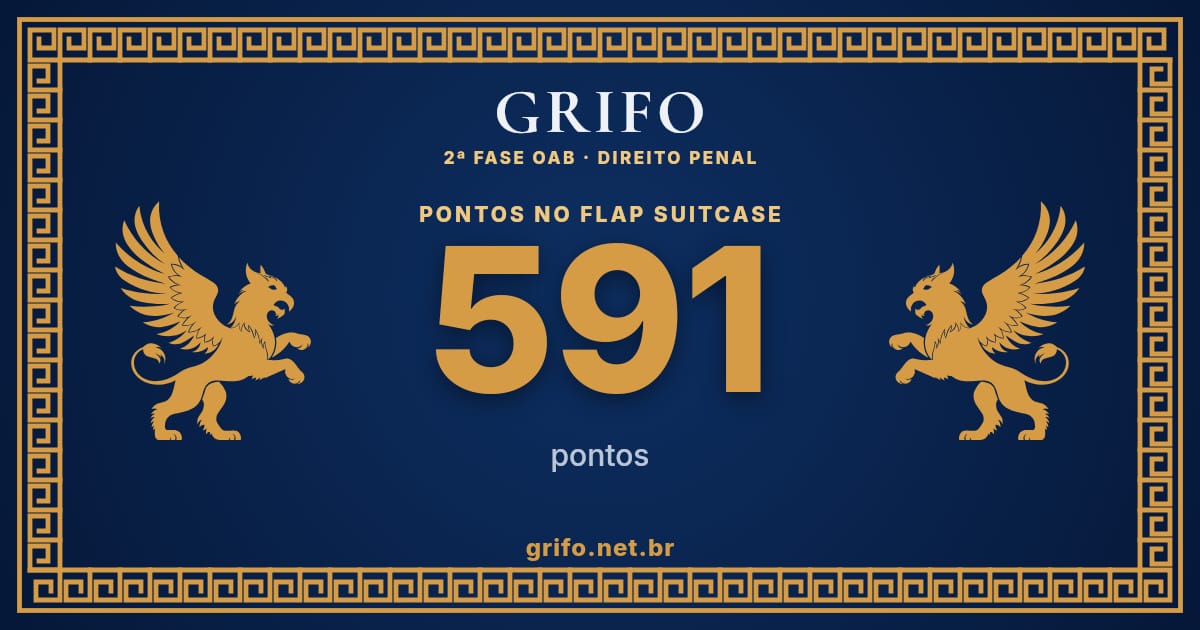 GRIFO
2ª FASE OAB · DIREITO PENAL
PONTOS NO FLAP SUITCASE
591
pontos
grifo.net.br